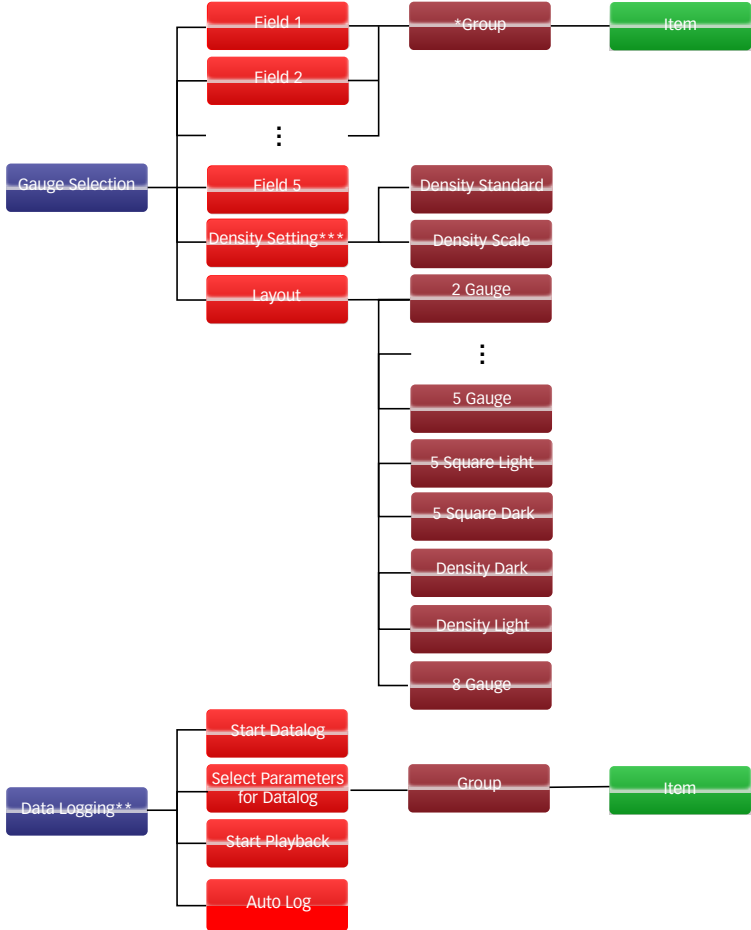 Field 1
*Group
Item
Field 2
⋮
Gauge Selection
Field 5
Density Standard
Density Setting***
Density Scale
Layout
2 Gauge
⋮
5 Gauge
5 Square Light
5 Square Dark
Density Dark
Density Light
8 Gauge
Start Datalog
Data Logging**
Select Parameters
for Datalog
Group
Item
Start Playback
Auto Log